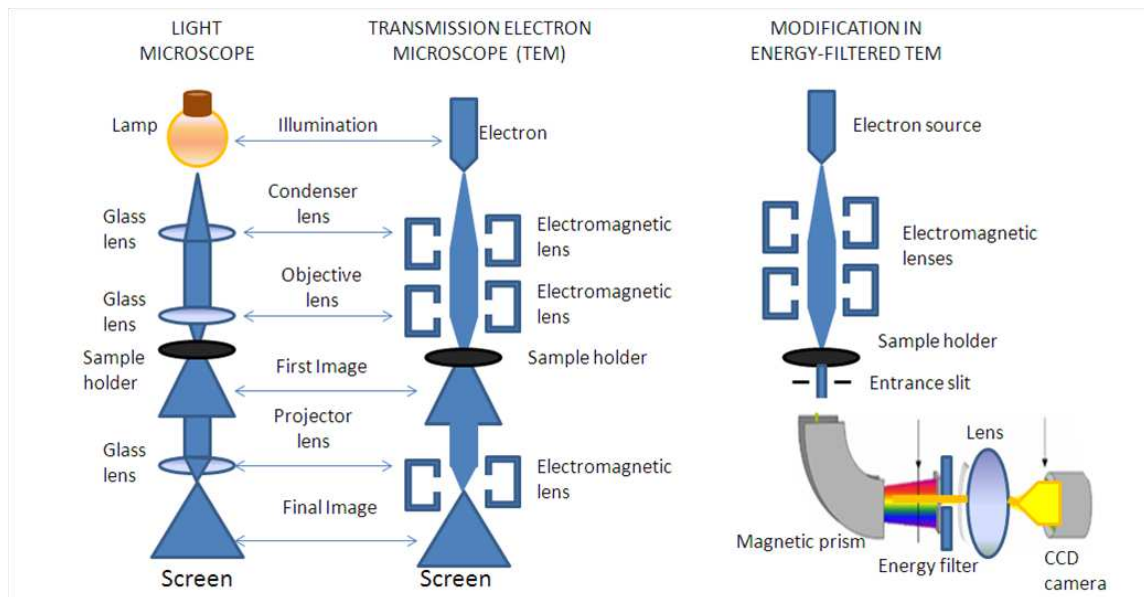 LIGHT
MICROSCOPE
TRANSMISSION ELECTRON
MICROSCOPE (TEM)
MODIFICATION IN
ENERGY-FILTERED TEM
Lamp
Illumination
Electron
Electron source
Glass
lens
Condenser
lens
Electromagnetic
lens
Electromagnetic
lenses
Glass
lens
Objective
lens
Electromagnetic
lens
Sample
holder
First Image
Sample holder
Sample holder
Entrance slit
Glass
lens
Projector
lens
Electromagnetic
lens
Lens
Final Image
Magnetic prism
Energy filter
CCD
camera
Screen
Screen